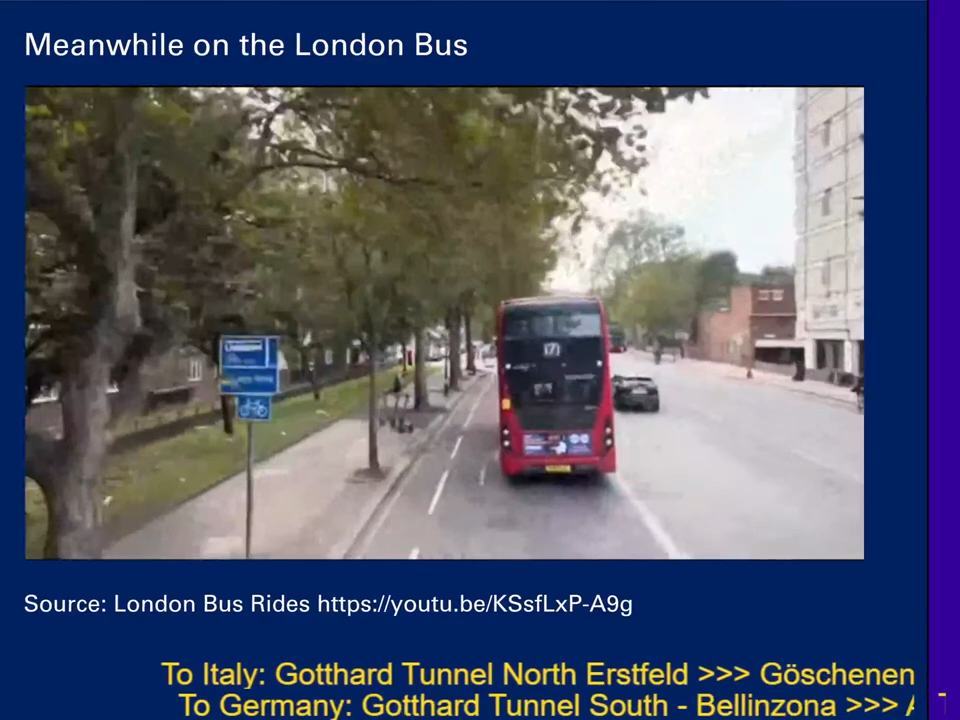 Meanwhile on the London Bus
171
Source: London Bus Rides https://youtu.be/KSsfLxP-A9g
To Italy: Gotthard Tunnel North Erstfeld >>> Göschenen
To Germany: Gotthard Tunnel South - Bellinzona >>>